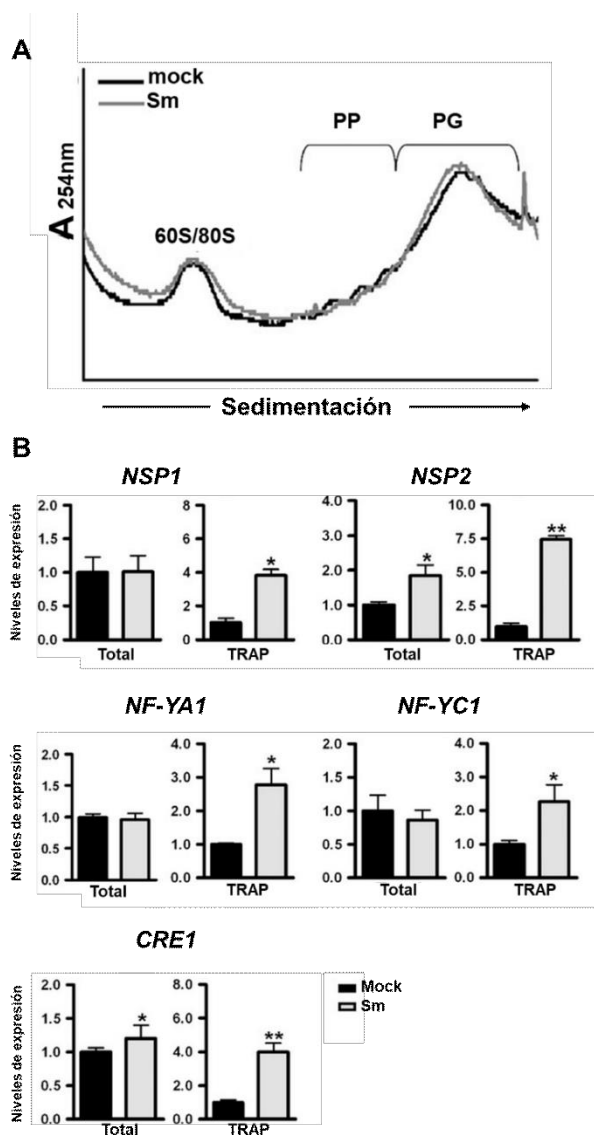 A
mock
Sm
PP PG
60S/80S
A 254nm
Sedimentación
B
NSP1 NSP2
Niveles de expresión
2.0 8 4.0 10.0
1.5 6 3.0 7.5
1.0 4 2.0 5.0
0.5 2 1.0 2.5
0.0 0 0.0 0.0
* * **
Total TRAP Total TRAP
NF-YA1 NF-YC1
Niveles de expresión
2.0 4.0 2.0 4.0
1.5 3.0 1.5 3.0
1.0 2.0 1.0 2.0
0.5 1.0 0.5 1.0
0.0 0.0 0.0 0.0
* *
Total TRAP Total TRAP
CRE1
Niveles de expresión
2.0 8.0
1.5 6.0
1.0 4.0
0.5 2.0
0.0 0.0
* **
Total TRAP
Mock
Sm